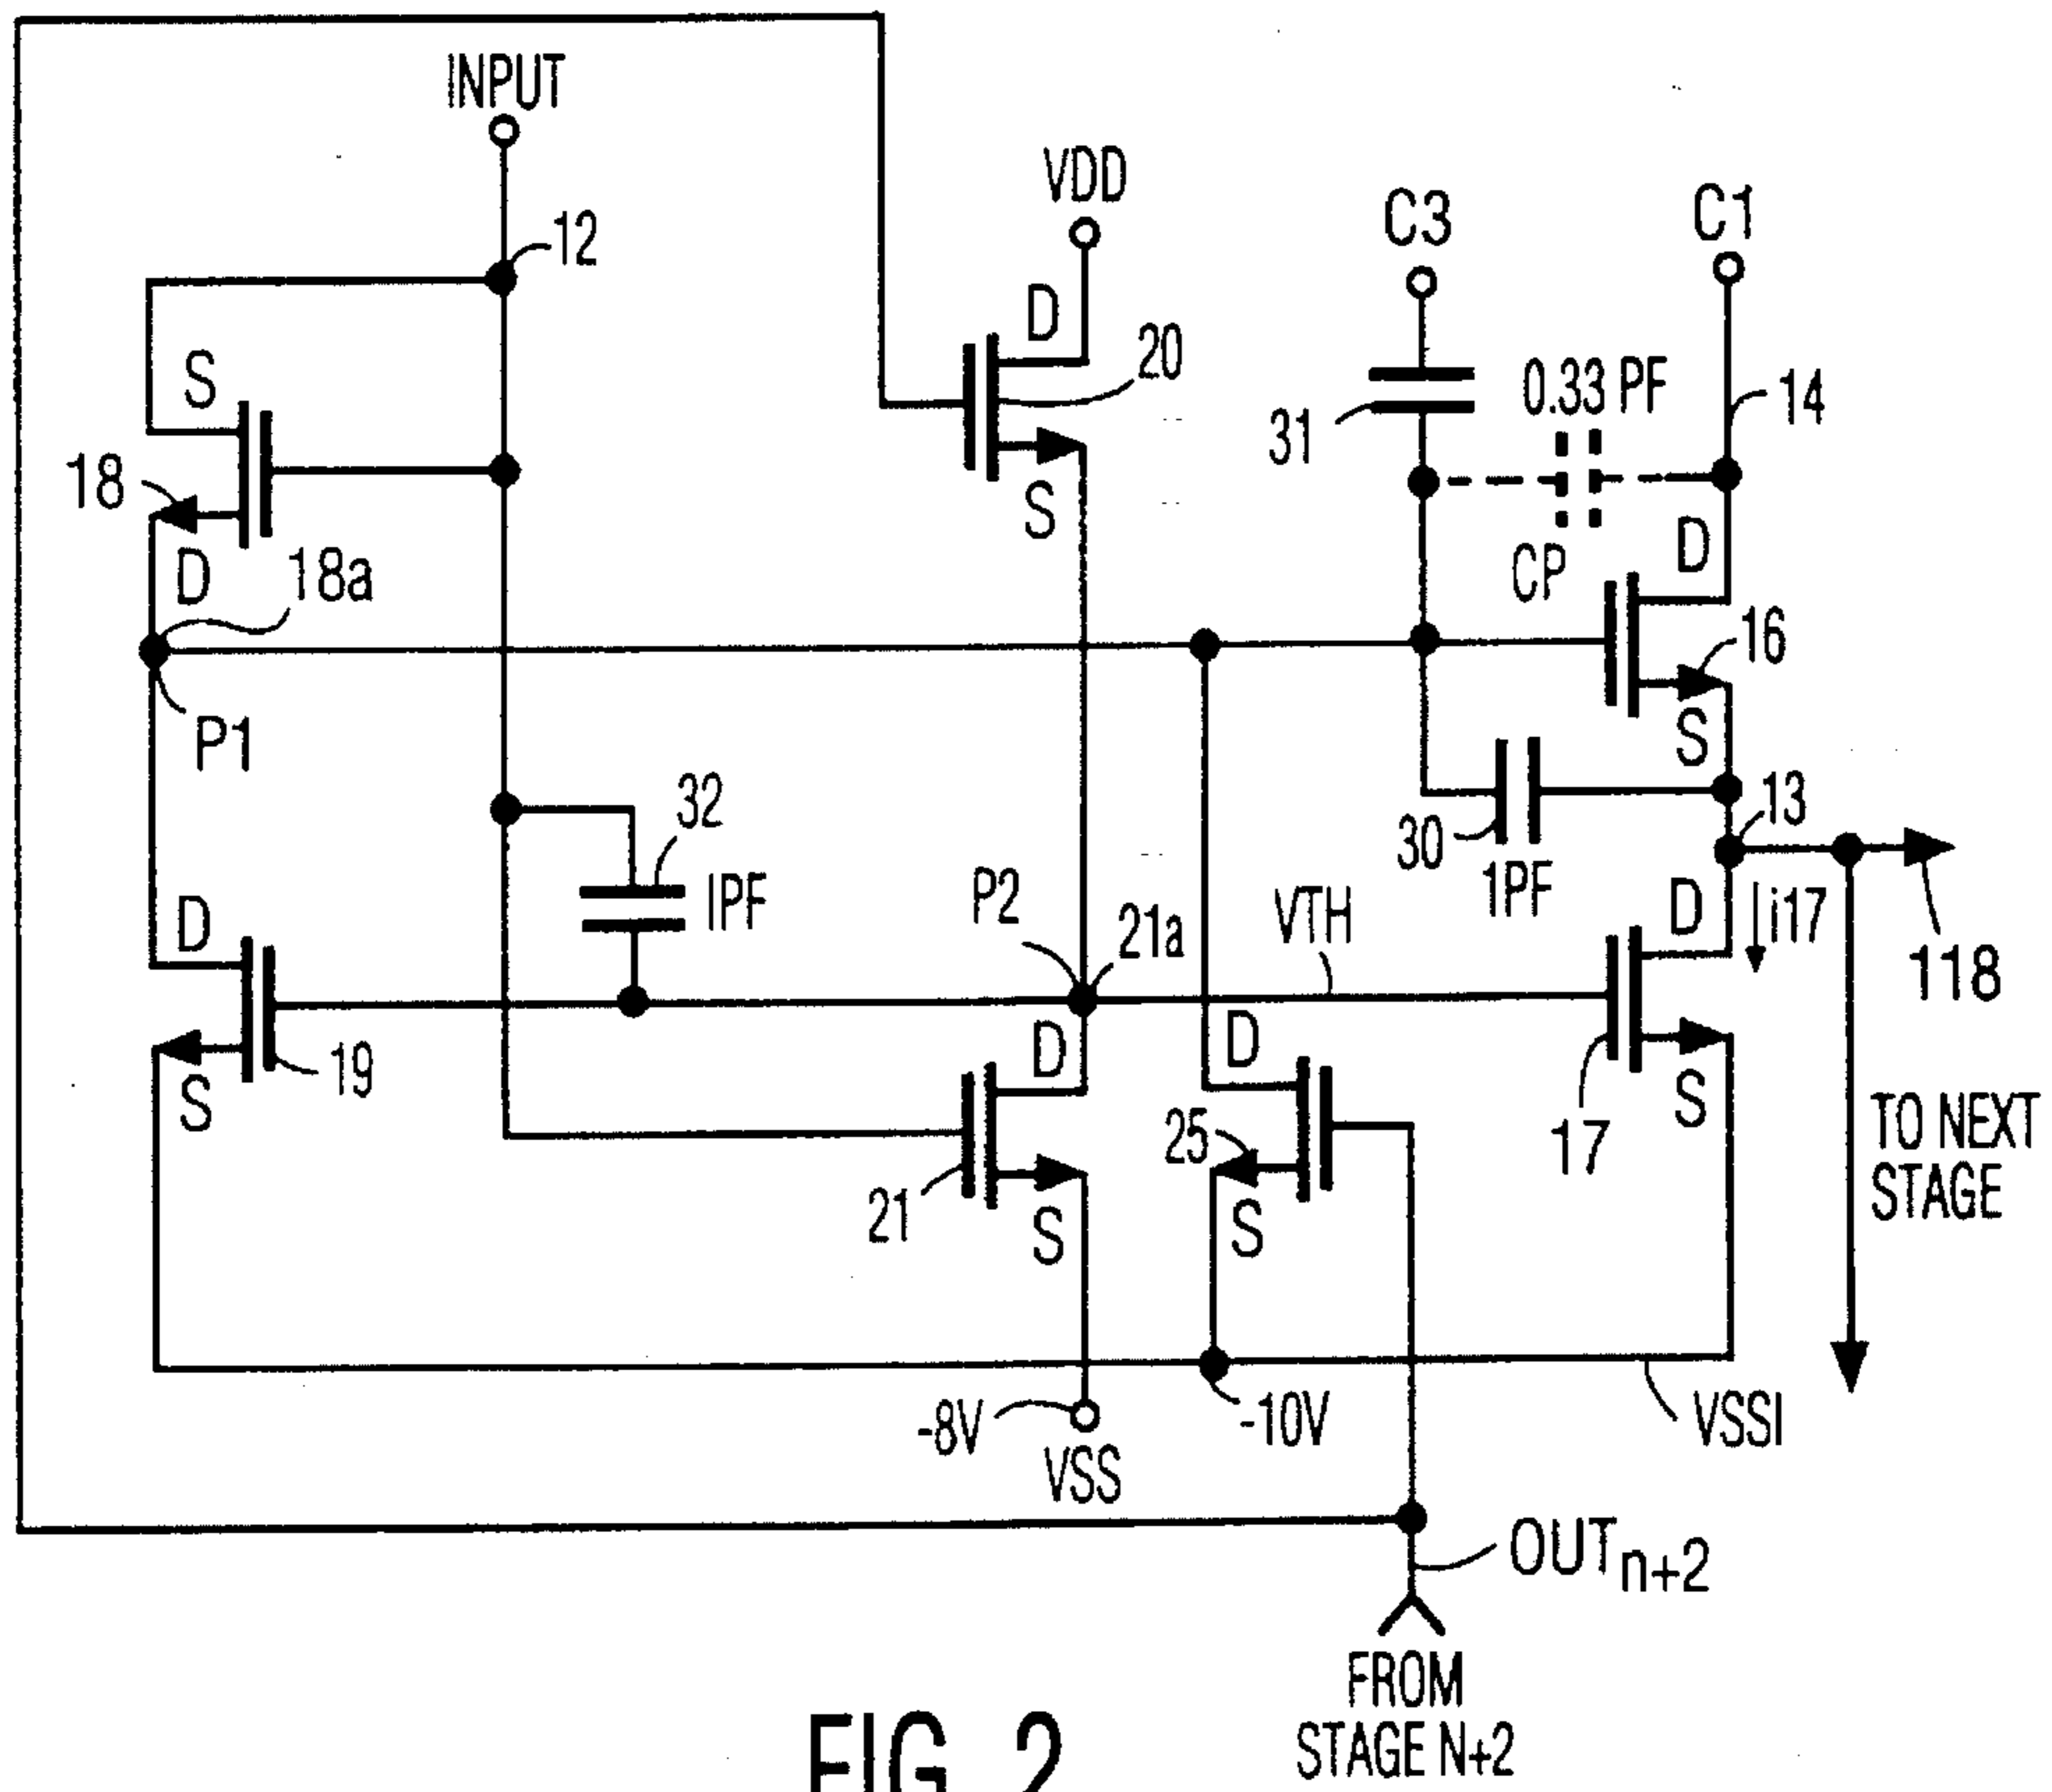 INPUT
VDD
C3
C1
12
D
20
S
0.33 PF
14
31
18
S
D
CP
D
18a
16
P1
S
32
1PF
13
30
1PF
P2
21a
VTH
D
i17
118
D
19
S
D
D
25
17
S
TO NEXT
STAGE
21
S
S
-8V
-10V
VSSI
VSS
OUTn+2
FROM
STAGE N+2
FIG. 2